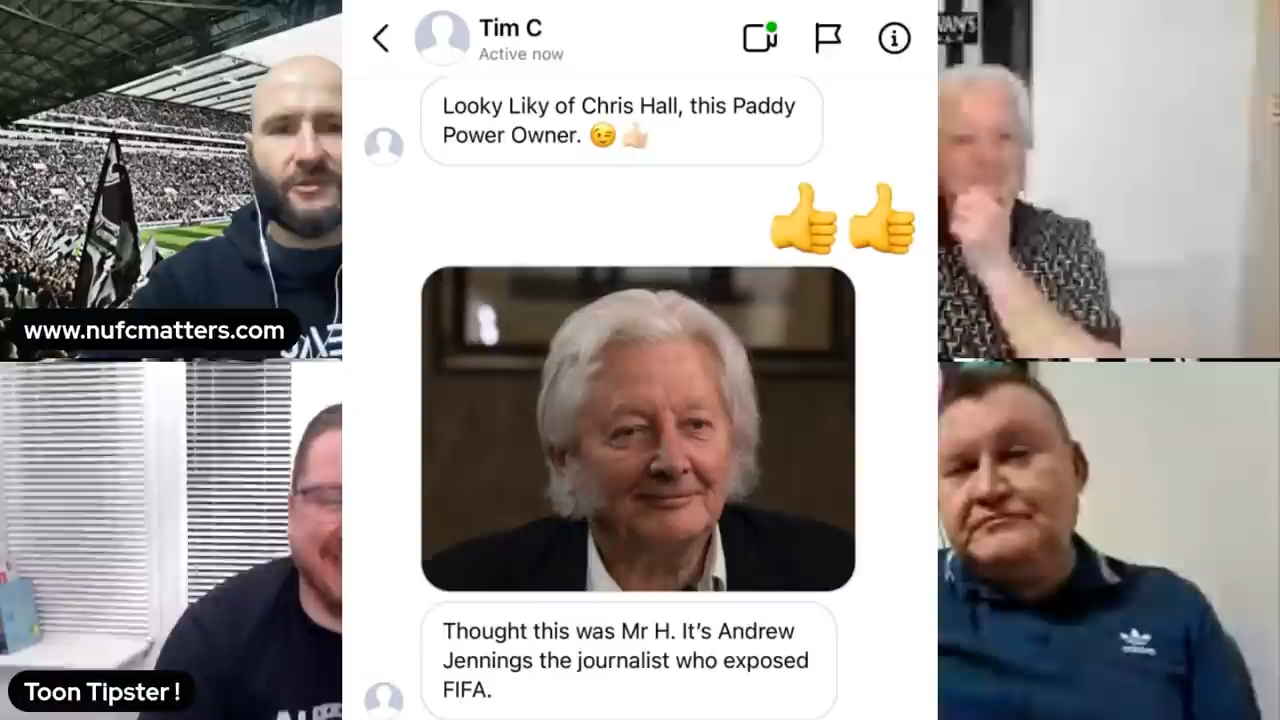 Tim C
Active now
Looky Liky of Chris Hall, this Paddy
Power Owner. 😉👍🏻
👍👍
Thought this was Mr H. It's Andrew
Jennings the journalist who exposed
FIFA.
www.nufcmatters.com
Toon Tipster !
adidas